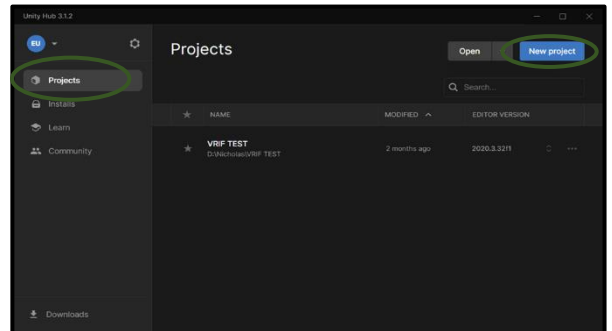 Unity Hub 3.1.2
EU
Projects
Installs
Learn
Community
Downloads
Projects
Open
New project
Search...
NAME MODIFIED EDITOR VERSION
VRIF TEST 2 months ago 2020.3.32f1
D:\Nicholas\VRIF TEST